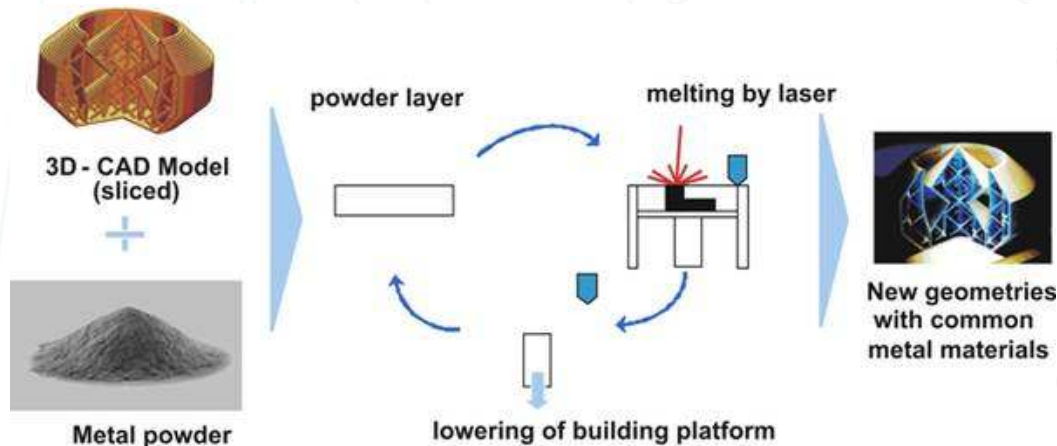 3D - CAD Model
(sliced)
Metal powder
powder layer
melting by laser
lowering of building platform
New geometries
with common
metal materials